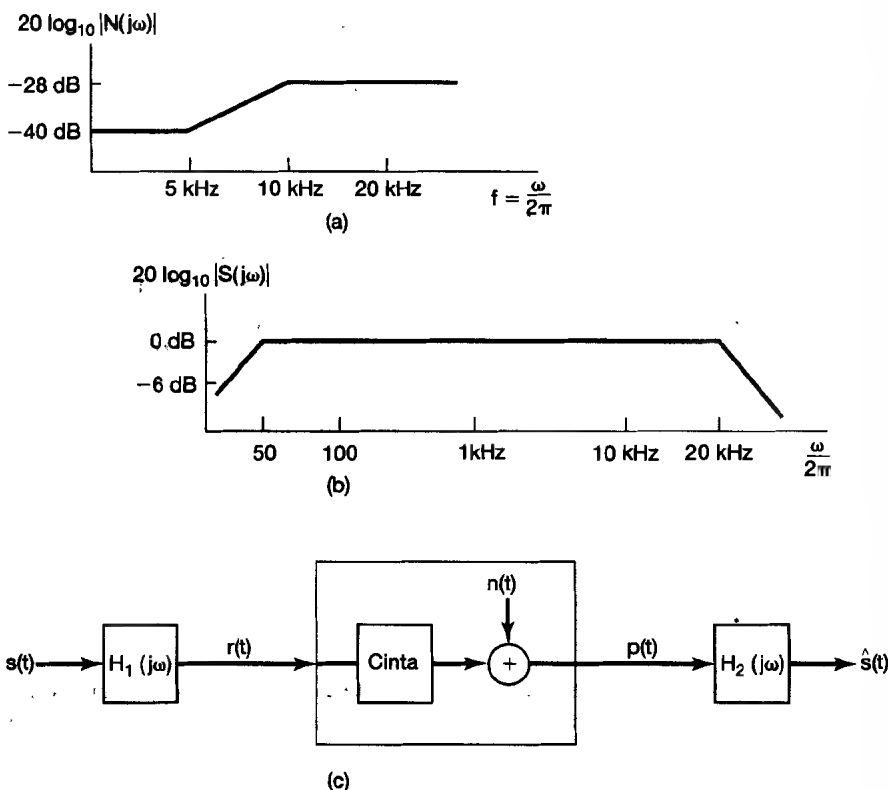 20 log₁₀ |N(jω)|
−28 dB
−40 dB
5 kHz 10 kHz 20 kHz f = ω/2π
(a)
20 log₁₀ |S(jω)|
0 dB
−6 dB
50 100 1kHz 10 kHz 20 kHz ω/2π
(b)
n(t)
s(t) H₁ (jω) r(t) Cinta + p(t) H₂ (jω) ŝ(t)
(c)